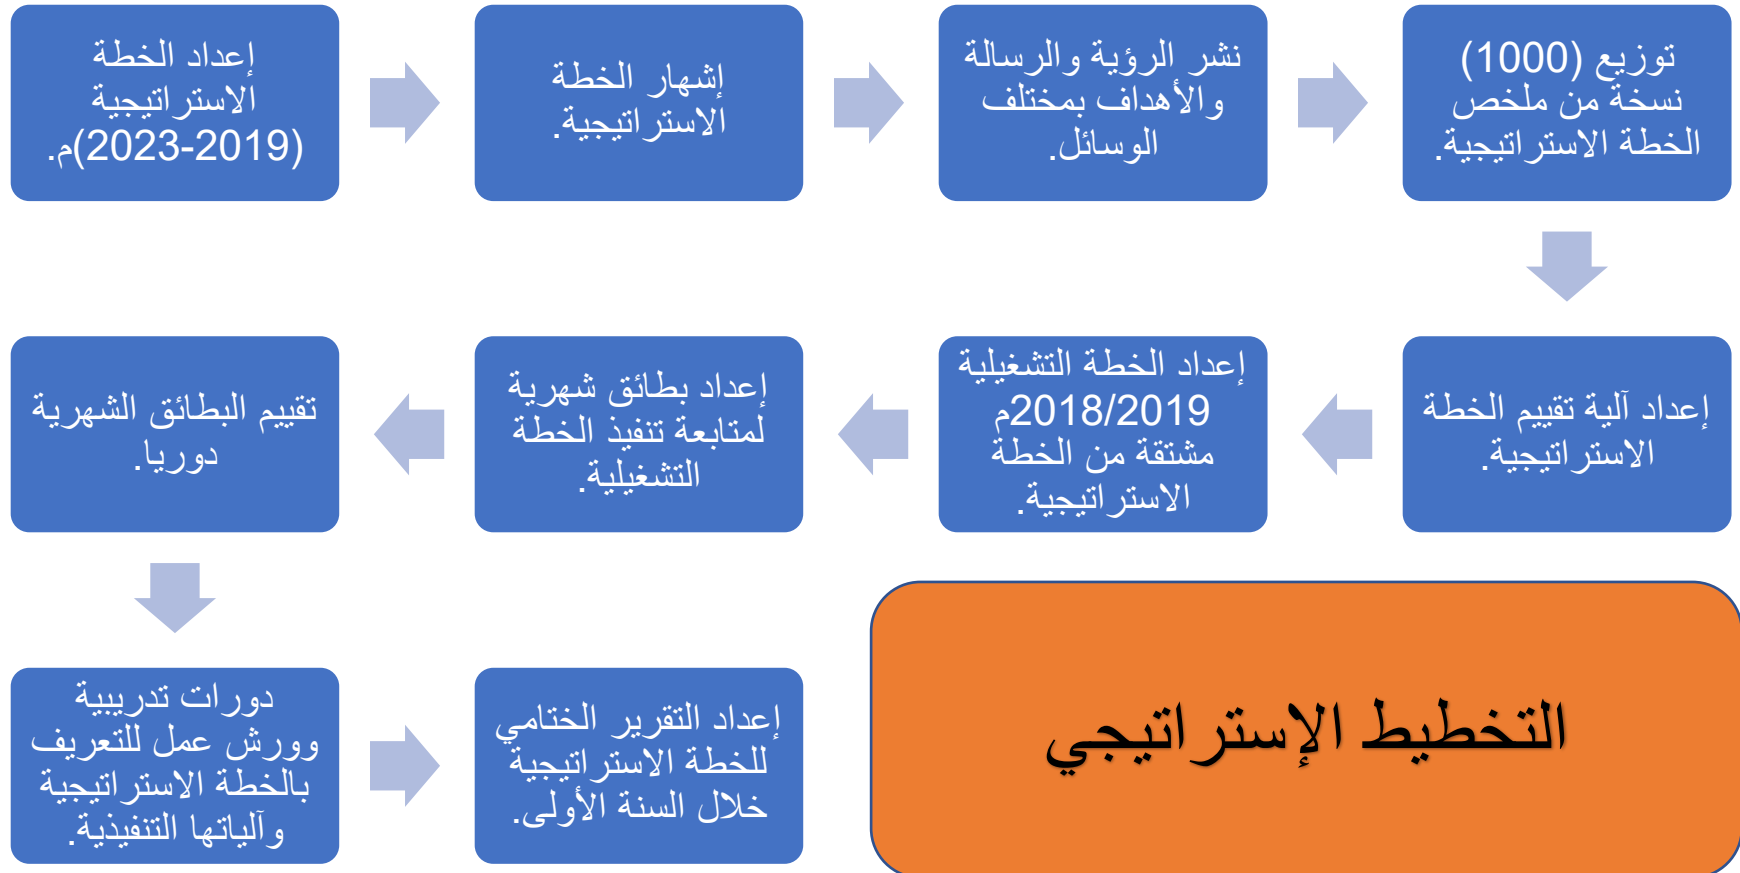 إعداد الخطة
الاستراتيجية
(2019-2023)م.
إشهار الخطة
الاستراتيجية.
نشر الرؤية والرسالة
والأهداف بمختلف
الوسائل.
توزيع (1000)
نسخة من ملخص
الخطة الاستراتيجية.
إعداد آلية تقييم الخطة
الاستراتيجية.
إعداد الخطة التشغيلية
2018/2019م
مشتقة من الخطة
الاستراتيجية.
إعداد بطائق شهرية
لمتابعة تنفيذ الخطة
التشغيلية.
تقييم البطائق الشهرية
دوريا.
دورات تدريبية
وورش عمل للتعريف
بالخطة الاستراتيجية
وآلياتها التنفيذية.
إعداد التقرير الختامي
للخطة الاستراتيجية
خلال السنة الأولى.
التخطيط الإستراتيجي